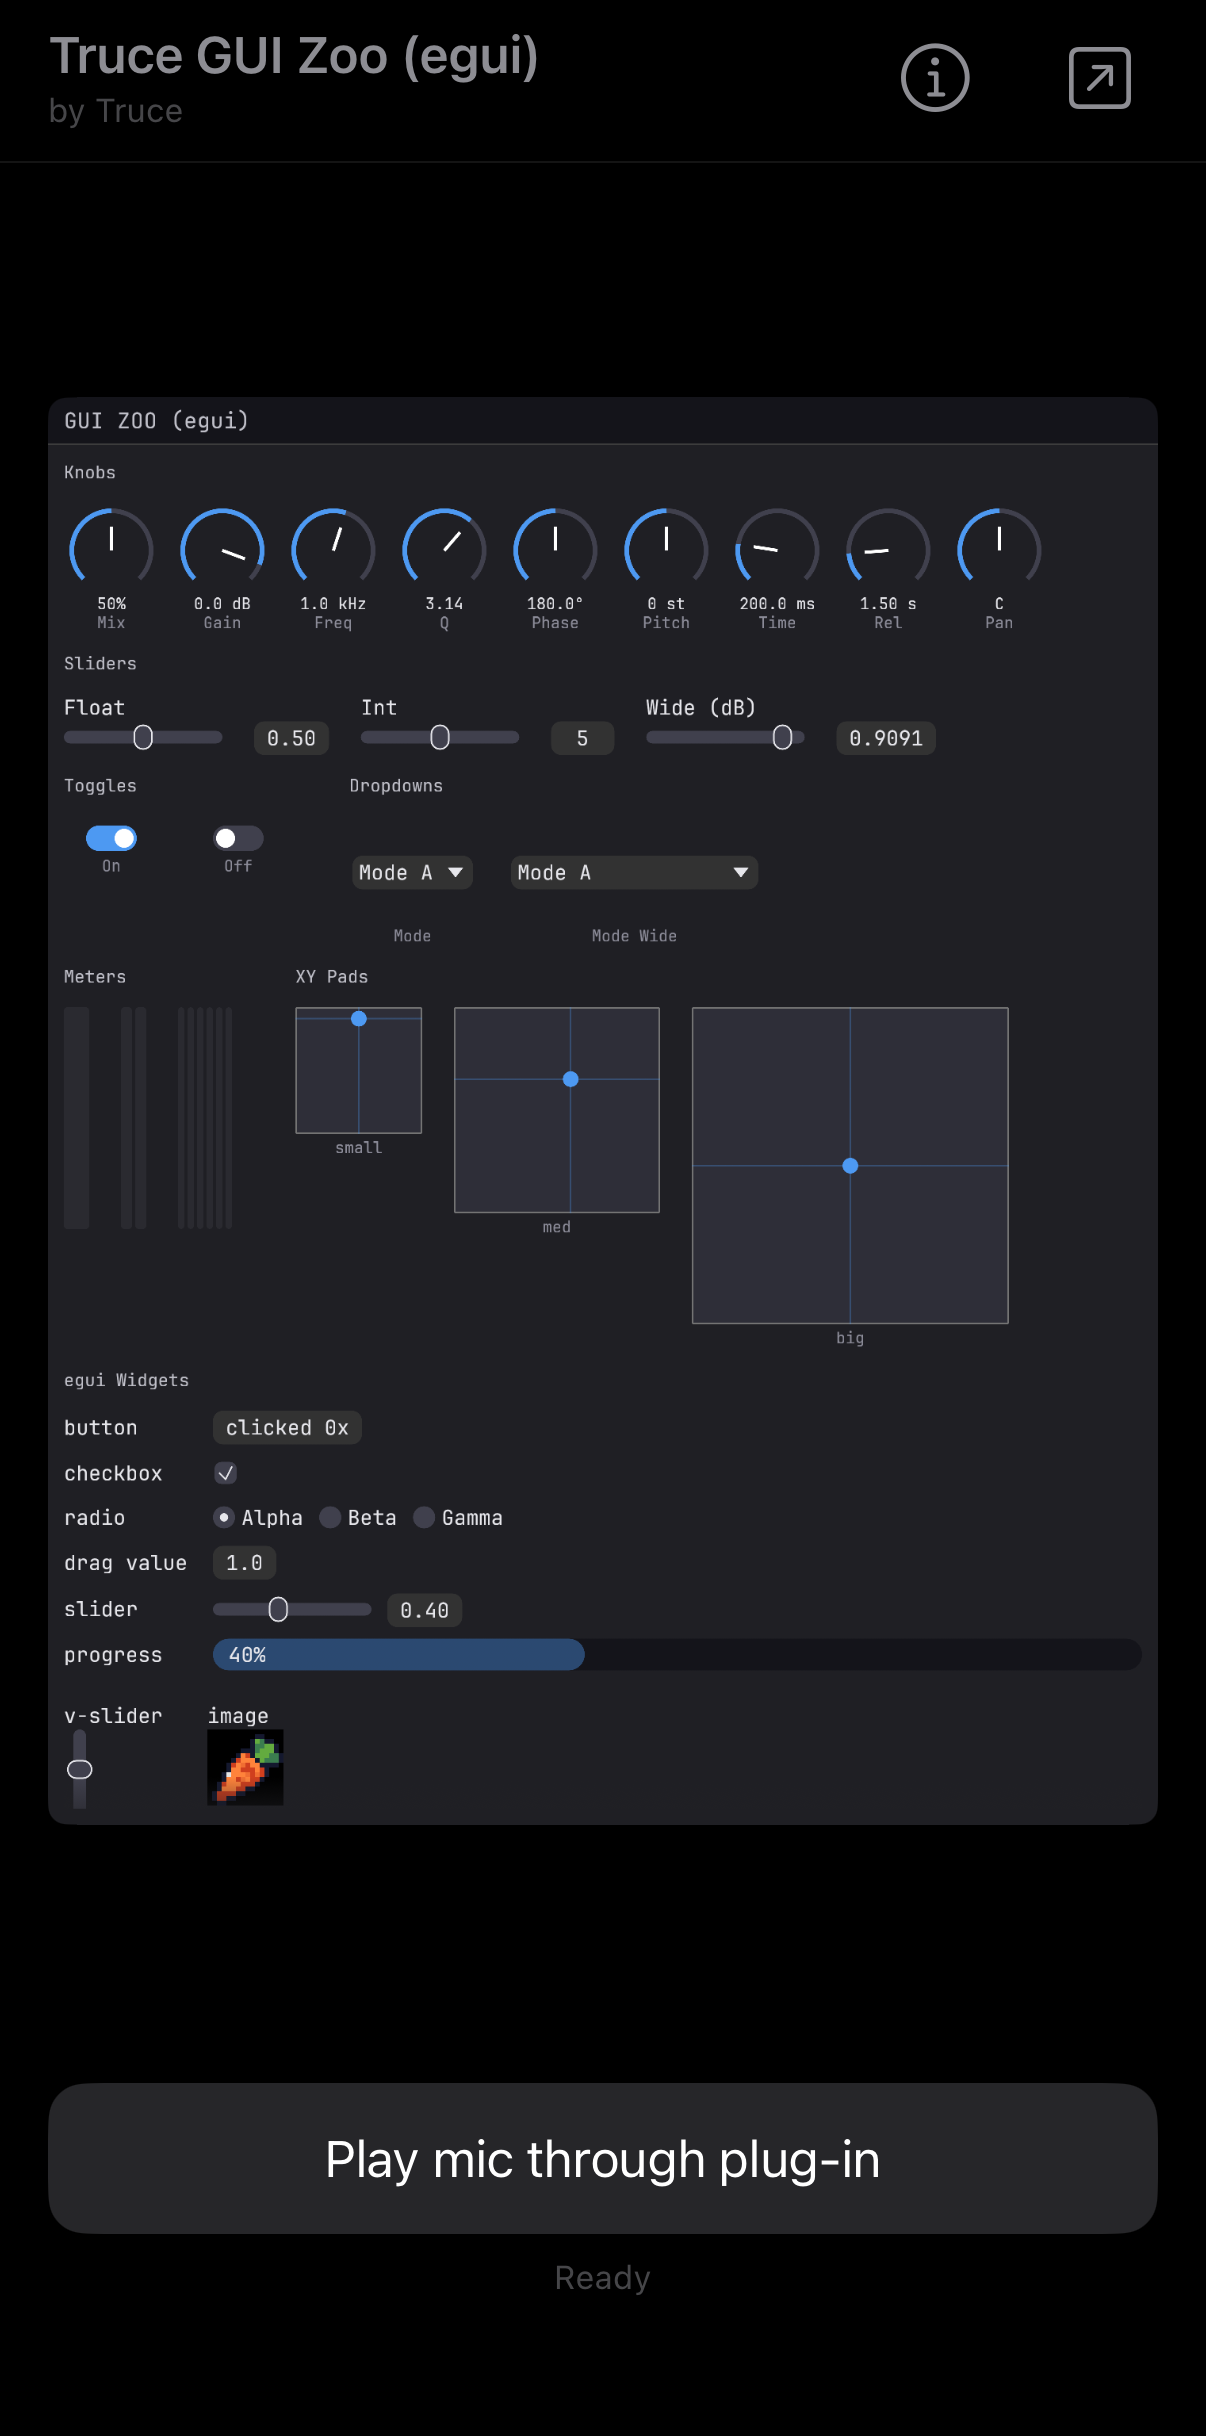 Truce GUI Zoo (egui)
by Truce
GUI ZOO (egui)
Knobs
50% 0.0 dB 1.0 kHz 3.14 180.0° 0 st 200.0 ms 1.50 s C
Mix Gain Freq Q Phase Pitch Time Rel Pan
Sliders
Float Int Wide (dB)
0.50 5 0.9091
Toggles Dropdowns
On Off
Mode A Mode A
Mode Mode Wide
Meters XY Pads
small
med
big
egui Widgets
button clicked 0x
checkbox
radio Alpha Beta Gamma
drag value 1.0
slider 0.40
progress 40%
v-slider image
Play mic through plug-in
Ready